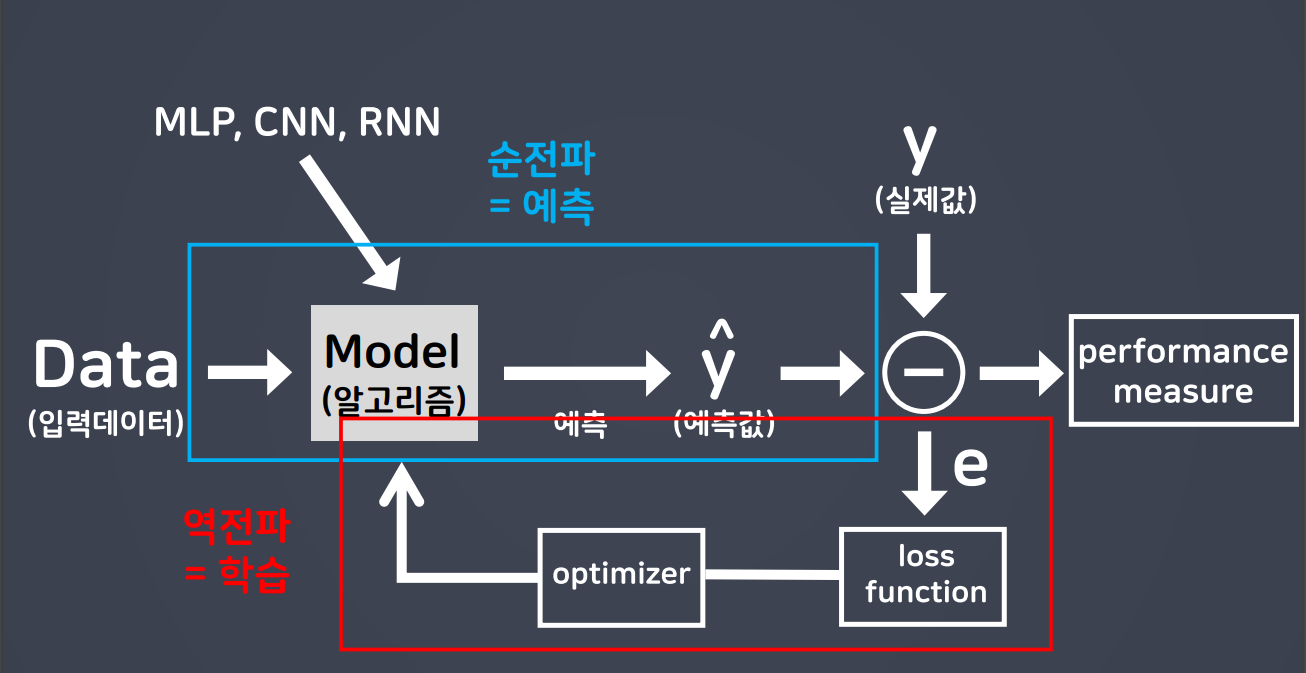 MLP, CNN, RNN
순전파
= 예측
y
(실제값)
Data
(입력데이터)
Model
(알고리즘)
예측
ŷ
(예측값)
−
performance
measure
e
역전파
= 학습
optimizer
loss
function